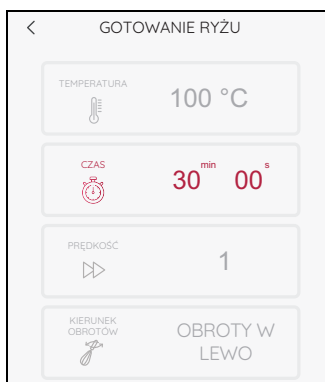 GOTOWANIE RYŻU
TEMPERATURA
100 °C
CZAS
30 min 00 s
PRĘDKOŚĆ
1
KIERUNEK
OBROTÓW
OBROTY W
LEWO